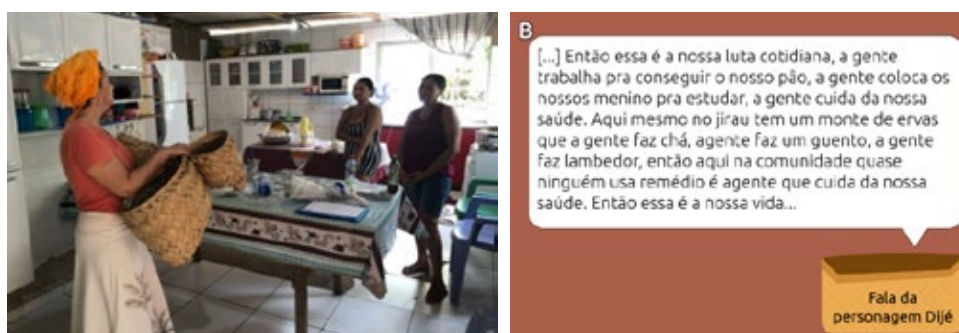 B
[...] Então essa é a nossa luta cotidiana, a gente
trabalha pra conseguir o nosso pão, a gente coloca os
nossos menino pra estudar, a gente cuida da nossa
saúde. Aqui mesmo no jirau tem um monte de ervas
que a gente faz chá, agente faz um guento, a gente
faz lambedor, então aqui na comunidade quase
ninguém usa remédio é agente que cuida da nossa
saúde. Então essa é a nossa vida...
Fala da
personagem Dijé